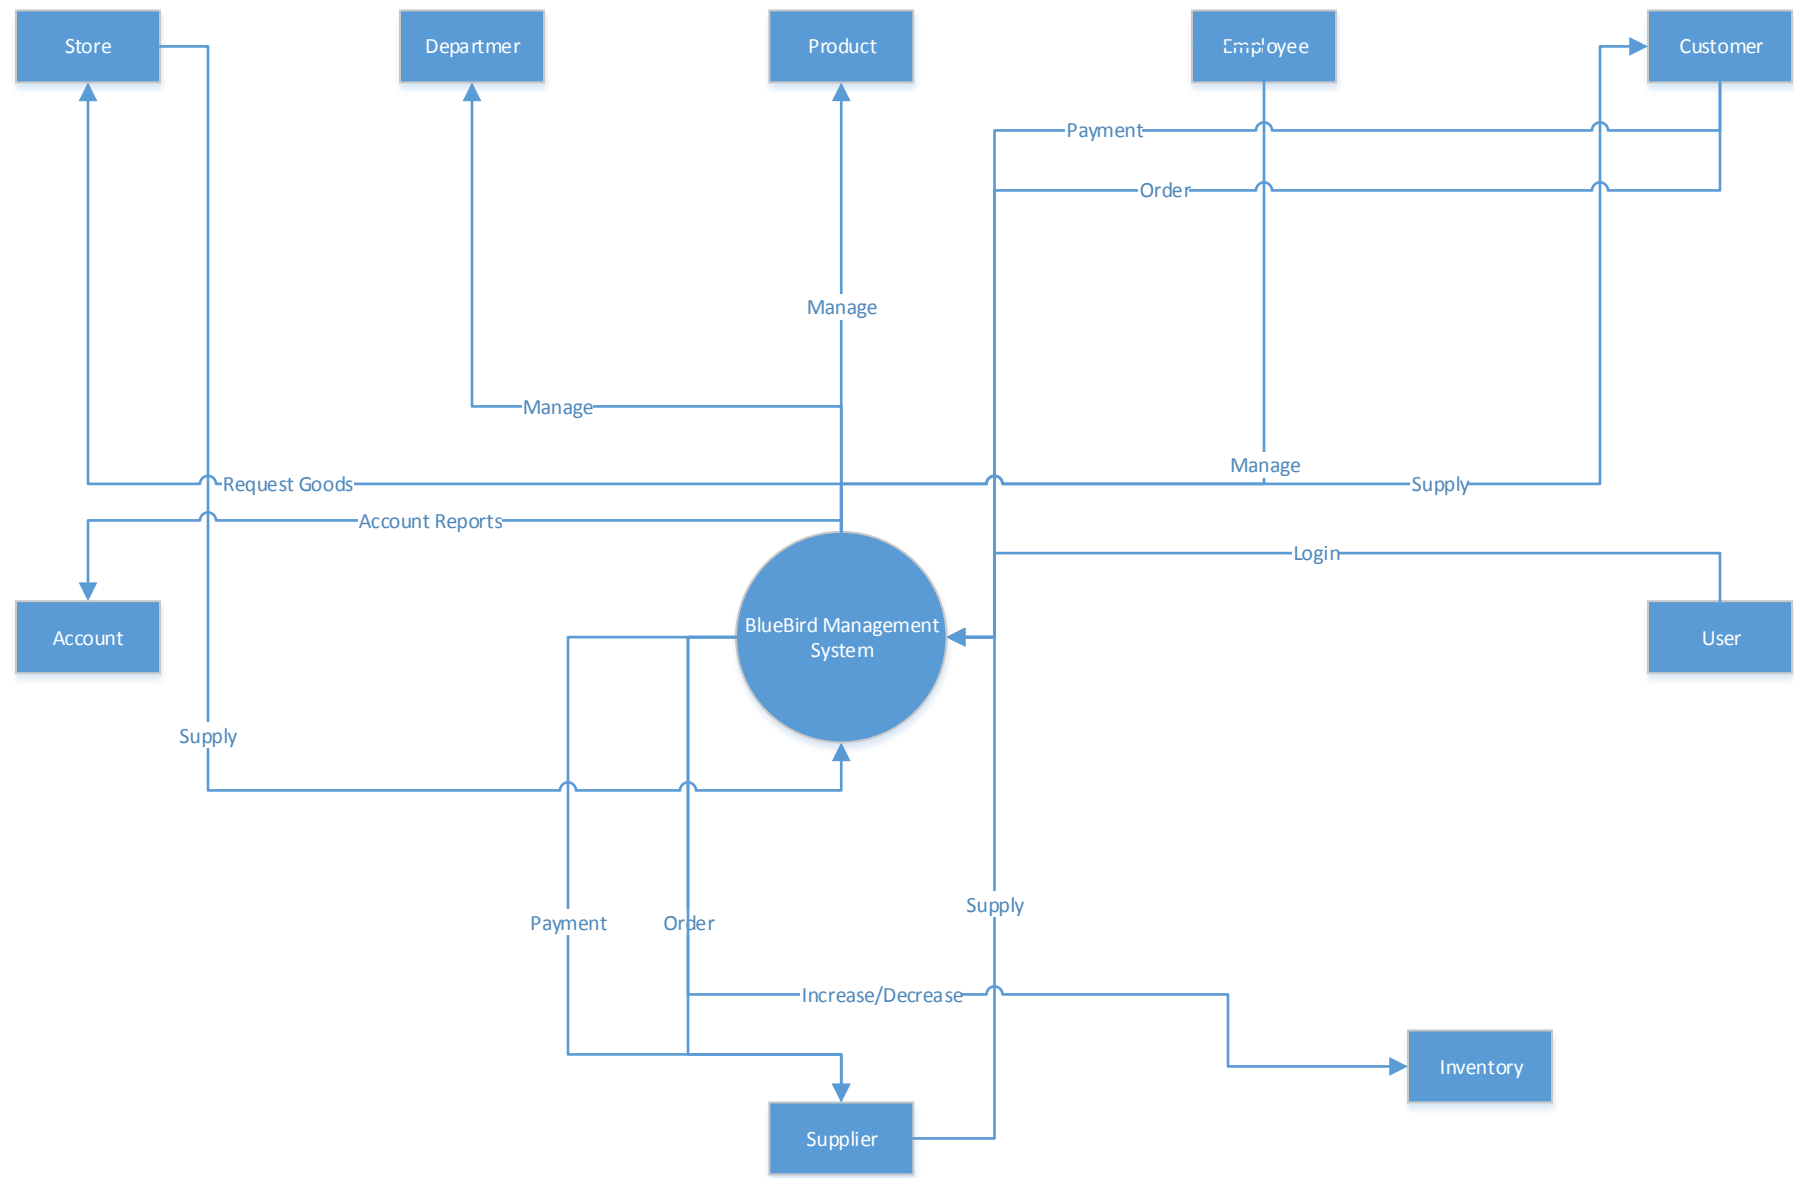 Store
Departmer
Product
Employee
Customer
Payment
Order
Manage
Manage
Manage
Request Goods
Supply
Account Reports
Login
BlueBird Management
System
Account
User
Supply
Supply
Payment
Order
Increase/Decrease
Inventory
Supplier